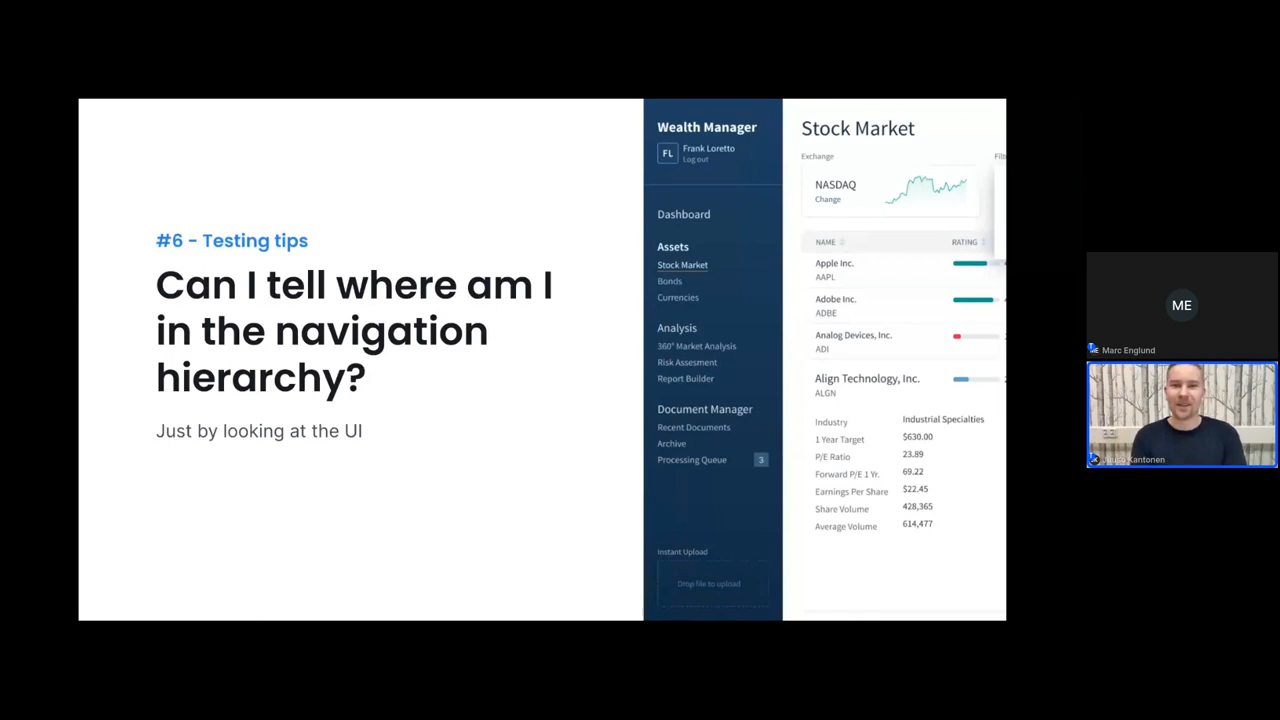 #6 - Testing tips
Can I tell where am I
in the navigation
hierarchy?
Just by looking at the UI
Wealth Manager
FL
Frank Loretto
Log out
Dashboard
Assets
Stock Market
Bonds
Currencies
Analysis
360° Market Analysis
Risk Assesment
Report Builder
Document Manager
Recent Documents
Archive
Processing Queue 3
Instant Upload
Drop file to upload
Stock Market
Exchange
NASDAQ
Change
NAME RATING
Apple Inc.
AAPL
Adobe Inc.
ADBE
Analog Devices, Inc.
ADI
Align Technology, Inc.
ALGN
Industry Industrial Specialties
1 Year Target $630.00
P/E Ratio 23.89
Forward P/E 1 Yr. 69.22
Earnings Per Share $22.45
Share Volume 428,365
Average Volume 614,477
ME
Marc Englund
Kantonen